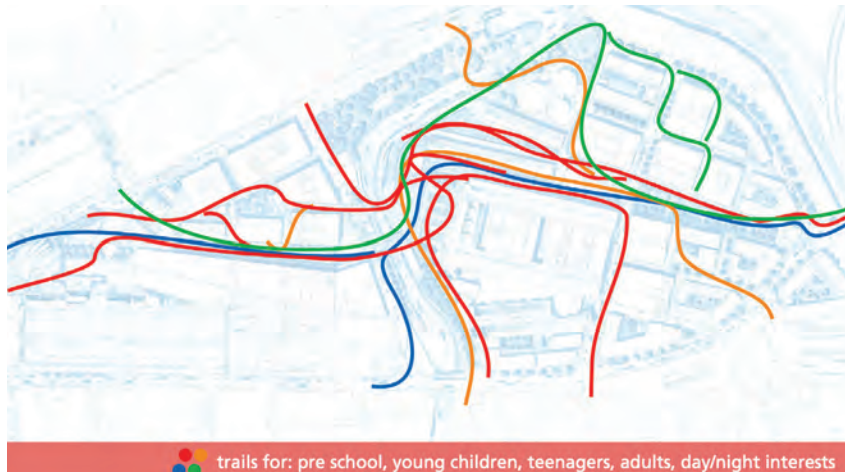 trails for: pre school, young children, teenagers, adults, day/night interests